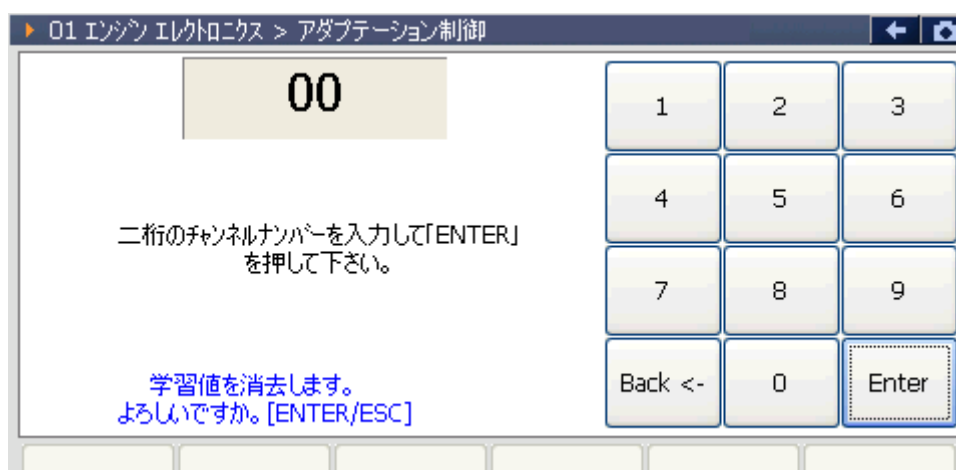 01 エンジン エレクトロニクス > アダプテーション制御
00
二桁のチャンネルナンバーを入力して「ENTER」
を押して下さい。
学習値を消去します。
よろしいですか。[ENTER/ESC]
1 2 3
4 5 6
7 8 9
Back <- 0 Enter